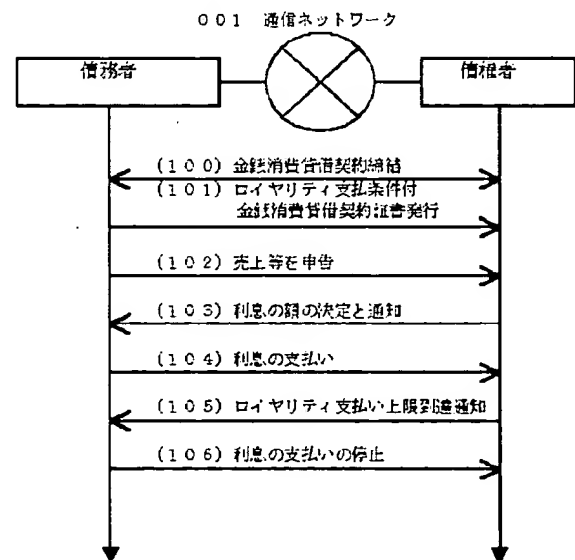 ００１　通信ネットワーク
債務者
債権者
（１００）金銭消費貸借契約締結
（１０１）ロイヤリティ支払条件付
金銭消費貸借契約証書発行
（１０２）売上等を申告
（１０３）利息の額の決定と通知
（１０４）利息の支払い
（１０５）ロイヤリティ支払い上限到達通知
（１０６）利息の支払いの停止